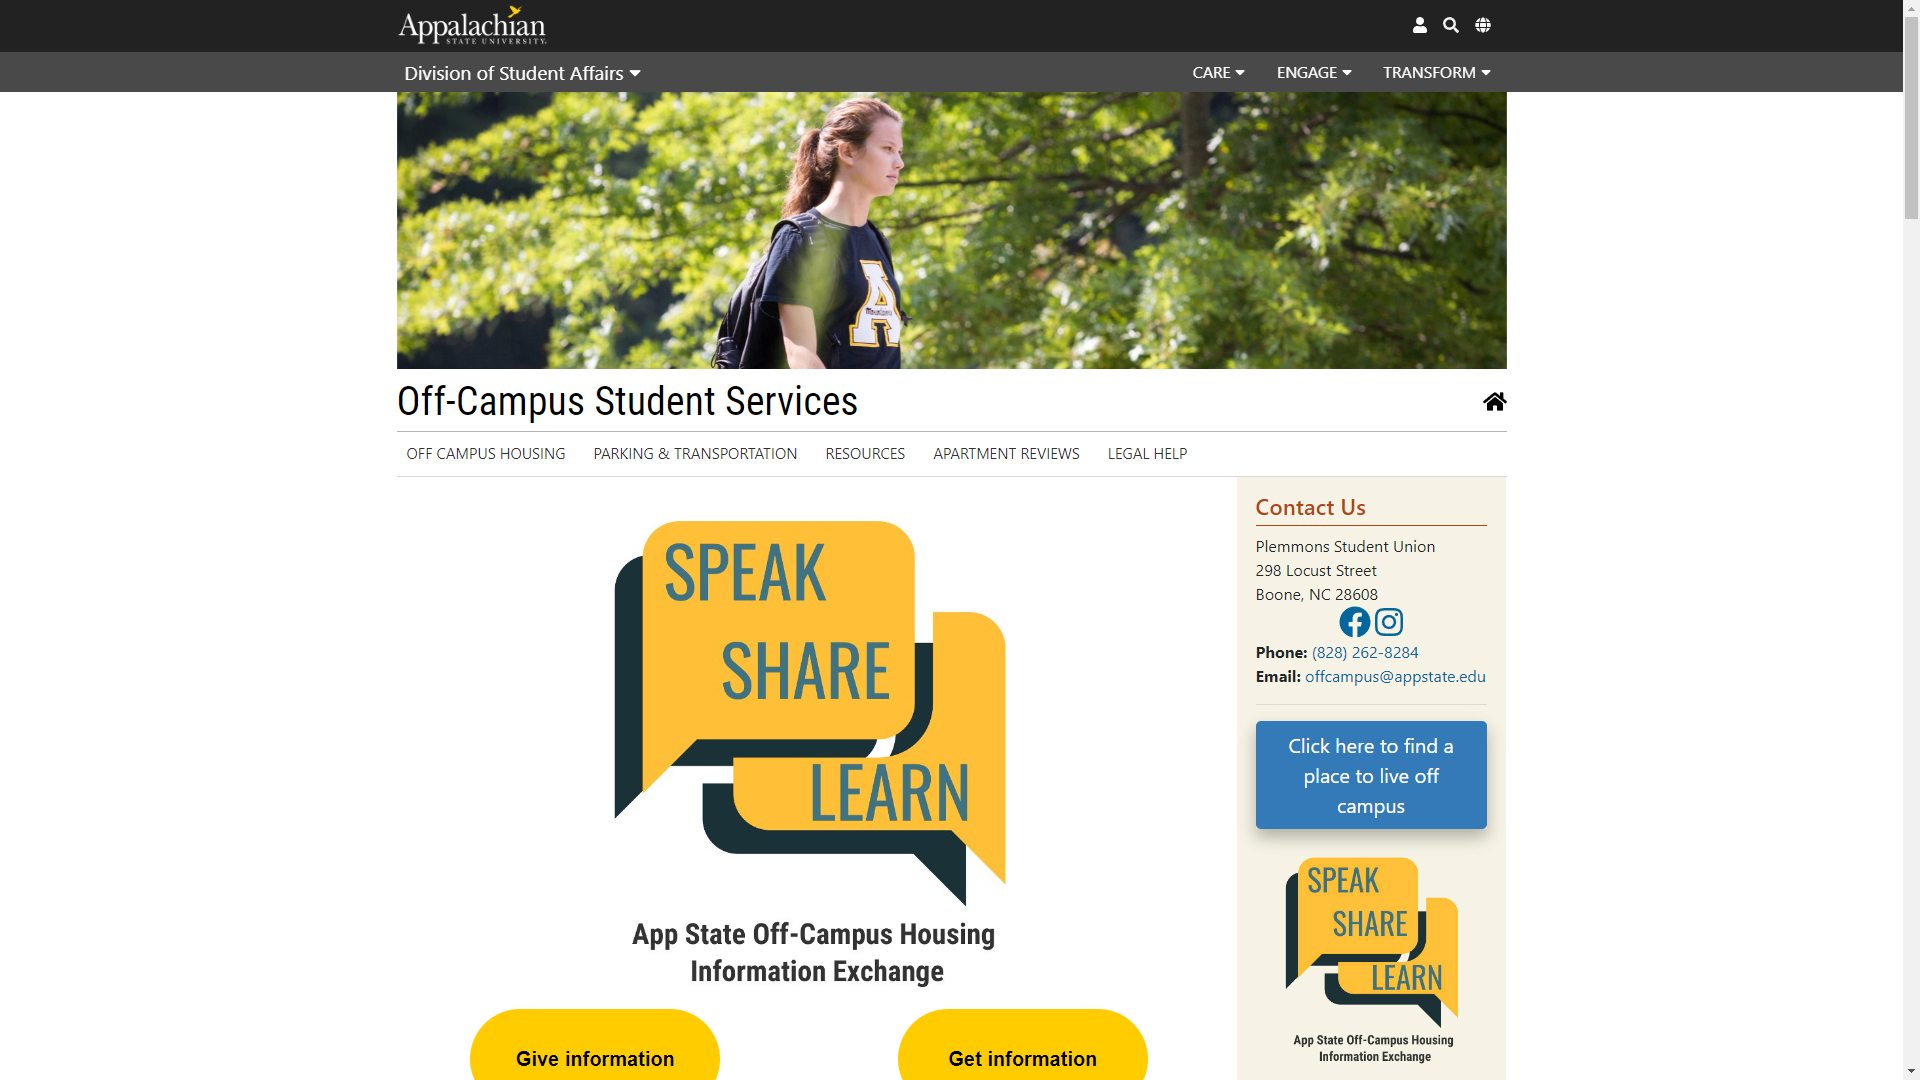 Appalachian
STATE UNIVERSITY
Division of Student Affairs
CARE
ENGAGE
TRANSFORM
A
Off-Campus Student Services
OFF CAMPUS HOUSING
PARKING & TRANSPORTATION
RESOURCES
APARTMENT REVIEWS
LEGAL HELP
SPEAK
SHARE
LEARN
App State Off-Campus Housing
Information Exchange
Give information
Get information
Contact Us
Plemmons Student Union
298 Locust Street
Boone, NC 28608
Phone: (828) 262-8284
Email: offcampus@appstate.edu
Click here to find a
place to live off
campus
SPEAK
SHARE
LEARN
App State Off-Campus Housing
Information Exchange